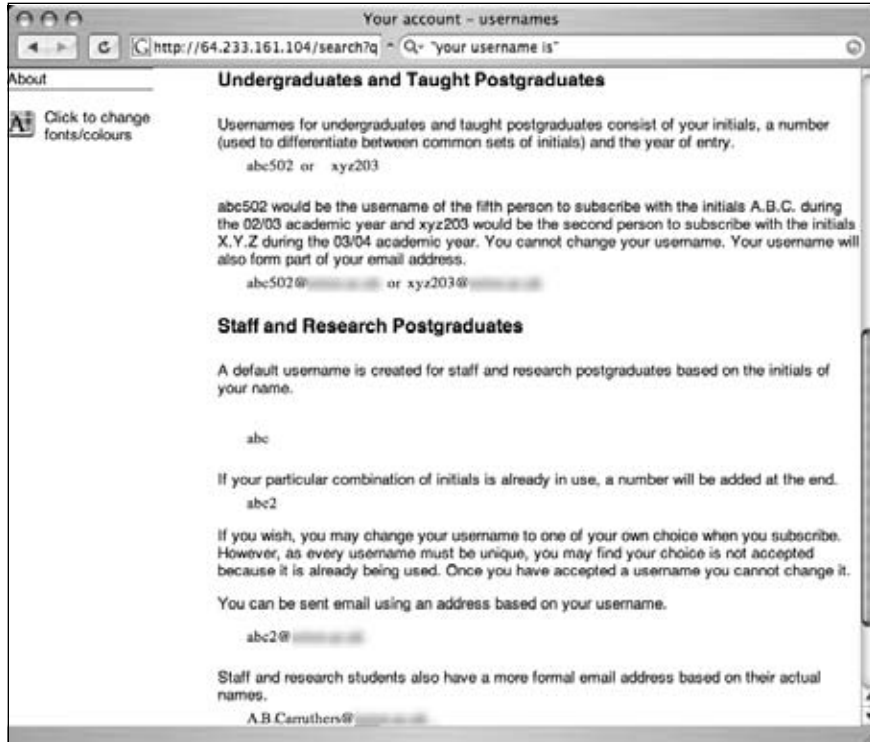 Your account - usernames
http://64.233.161.104/search?q "your username is"
About
Click to change
fonts/colours
Undergraduates and Taught Postgraduates
Usernames for undergraduates and taught postgraduates consist of your initials, a number
(used to differentiate between common sets of initials) and the year of entry.
abc502 or xyz203
abc502 would be the username of the fifth person to subscribe with the initials A.B.C. during
the 02/03 academic year and xyz203 would be the second person to subscribe with the initials
X.Y.Z during the 03/04 academic year. You cannot change your username. Your username will
also form part of your email address.
abc502@ or xyz203@
Staff and Research Postgraduates
A default username is created for staff and research postgraduates based on the initials of
your name.
abc
If your particular combination of initials is already in use, a number will be added at the end.
abc2
If you wish, you may change your username to one of your own choice when you subscribe.
However, as every username must be unique, you may find your choice is not accepted
because it is already being used. Once you have accepted a username you cannot change it.
You can be sent email using an address based on your username.
abc2@
Staff and research students also have a more formal email address based on their actual
names.
A.B.Carruthers@